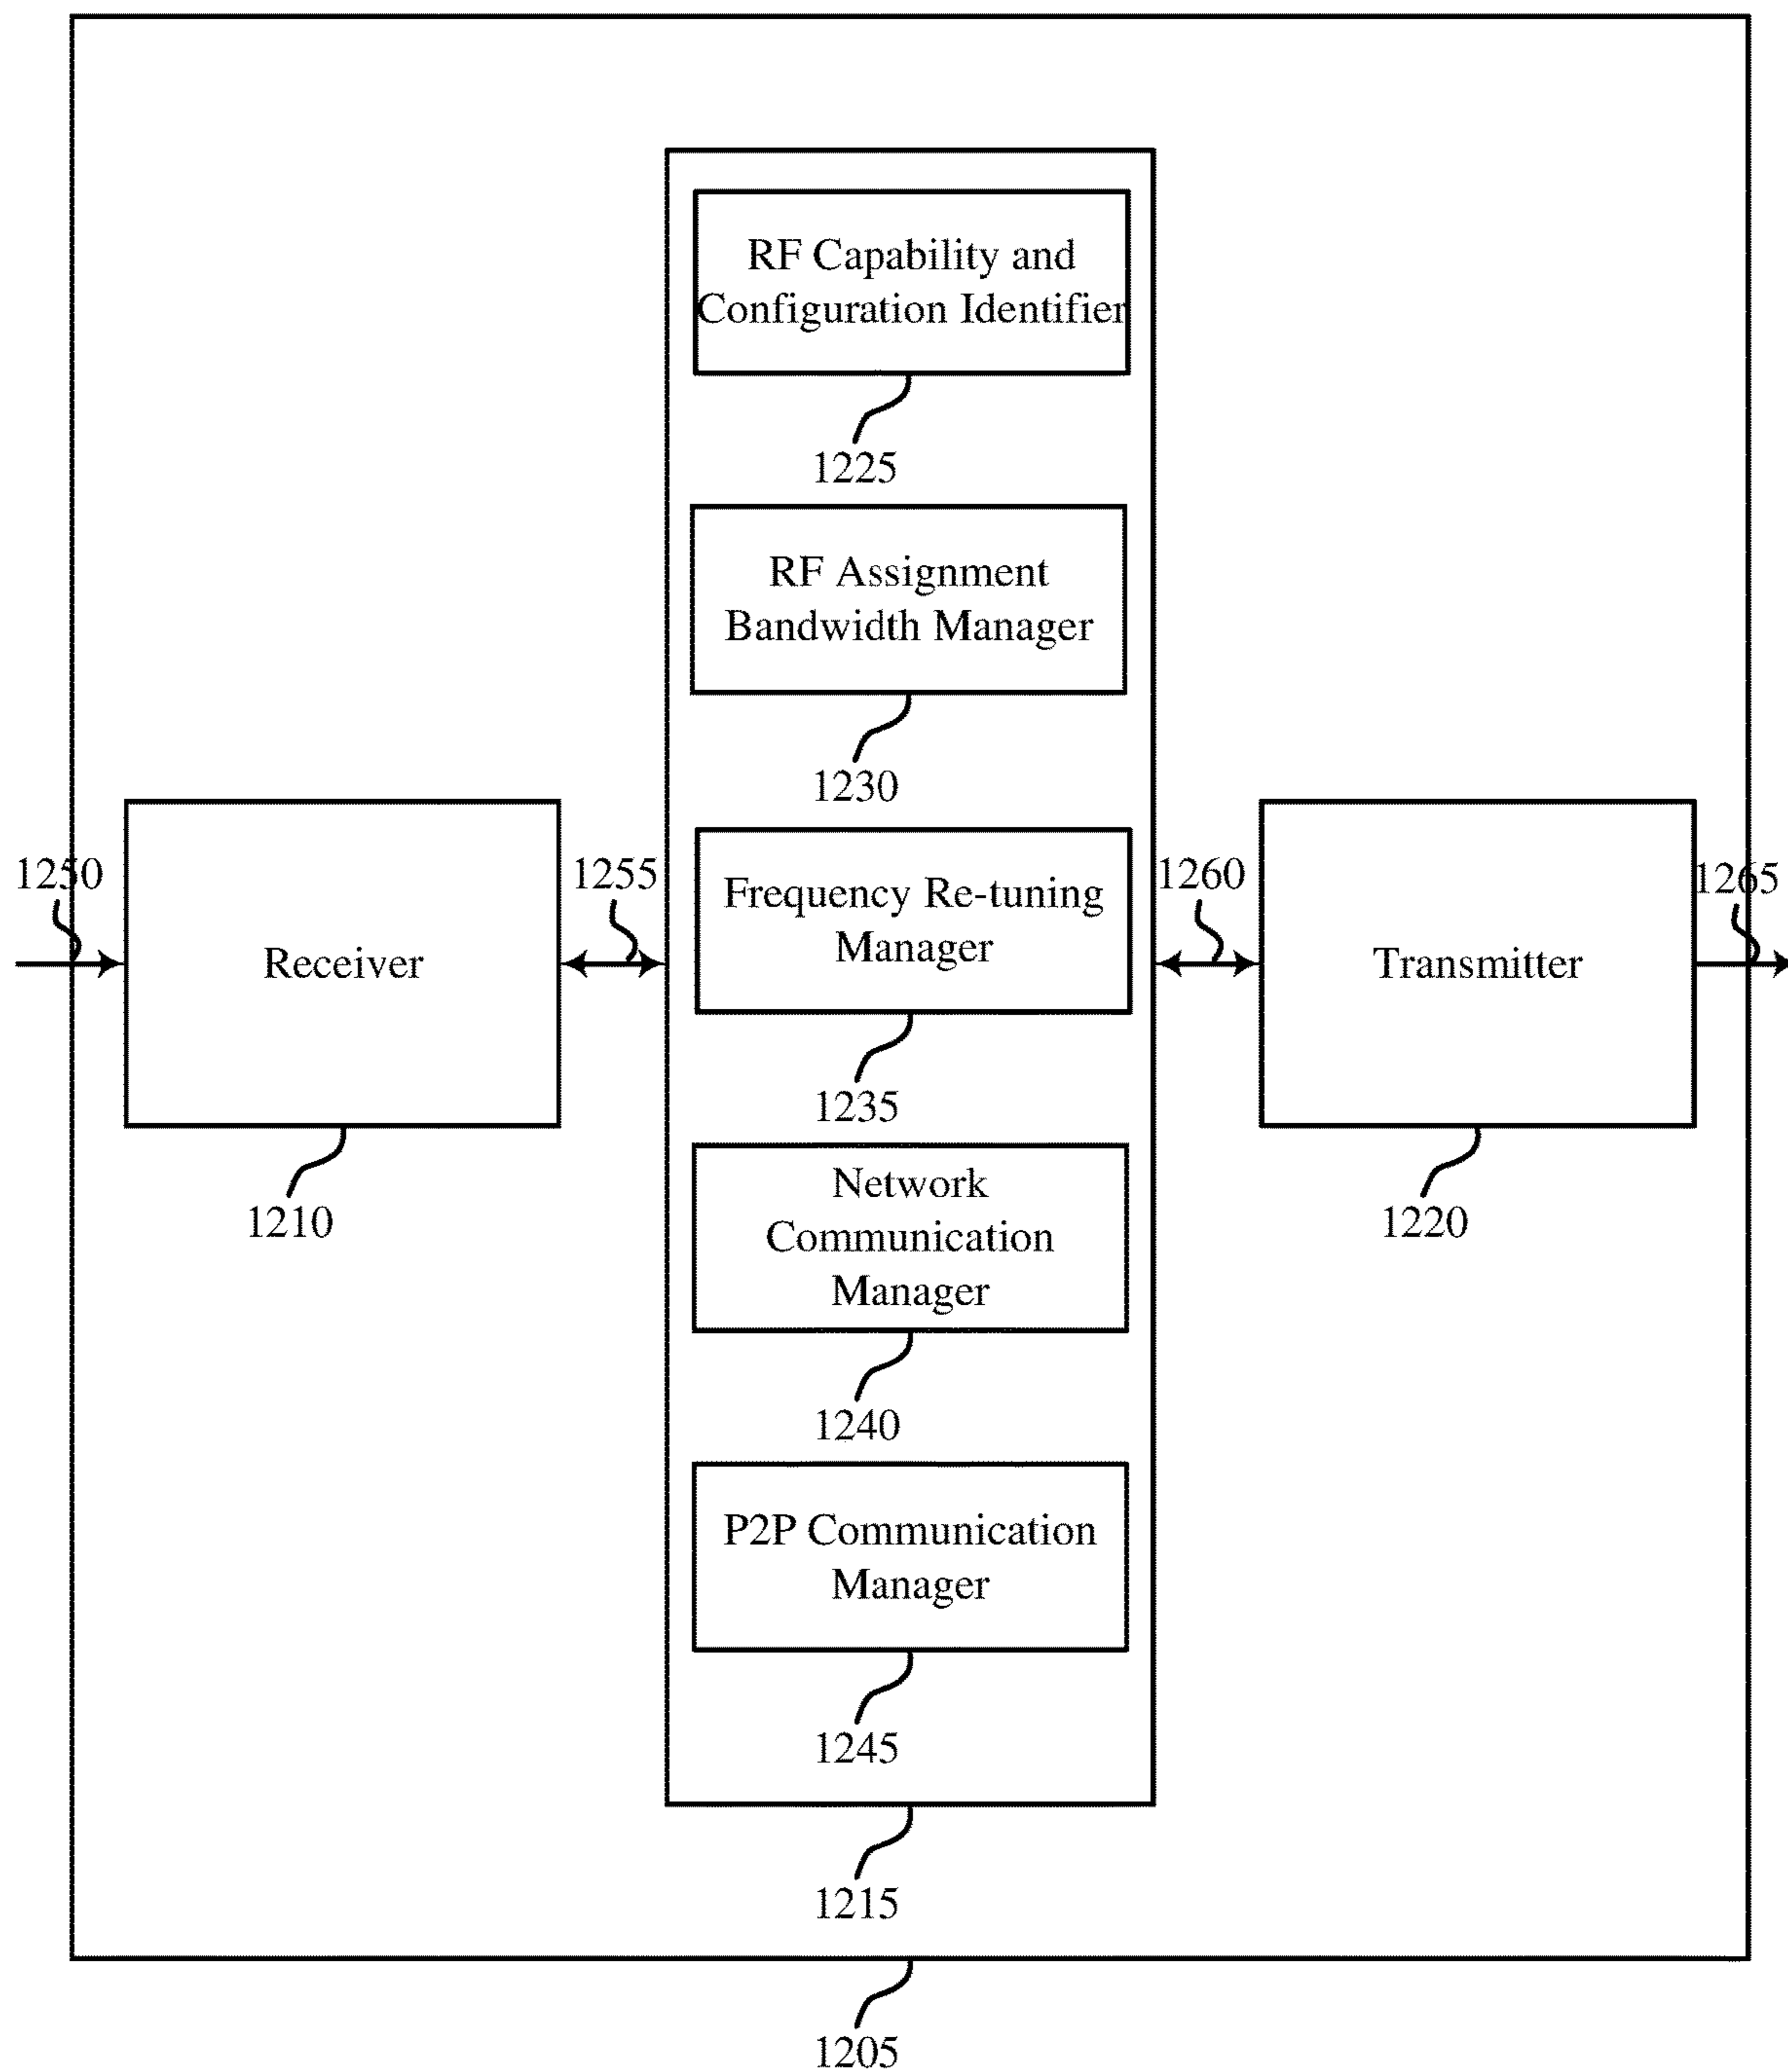 RF Capability and
Configuration Identifier
1225
RF Assignment
Bandwidth Manager
1230
1250
1255
1260
1265
Receiver
Frequency Re-tuning
Manager
Transmitter
1235
1210
1220
Network
Communication
Manager
1240
P2P Communication
Manager
1245
1215
1205